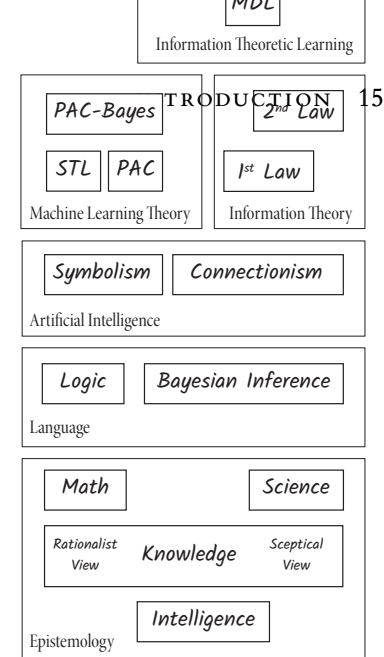 MDL
Information Theoretic Learning
TRODUCTION 15
PAC-Bayes
2nd Law
STL PAC
1st Law
Machine Learning Theory
Information Theory
Symbolism Connectionism
Artificial Intelligence
Logic Bayesian Inference
Language
Math Science
Rationalist View
Knowledge
Sceptical View
Intelligence
Epistemology